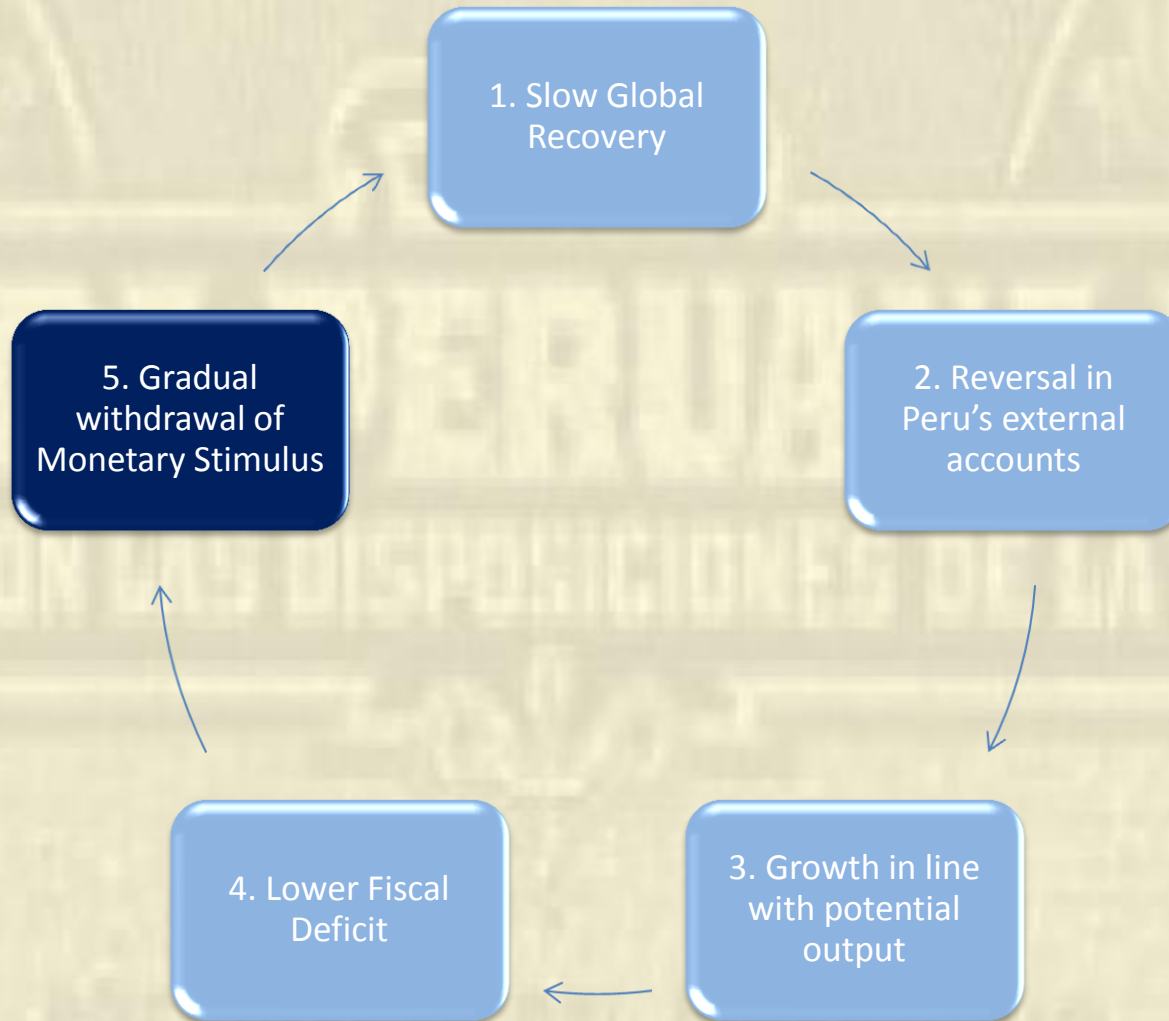 1. Slow Global
Recovery
2. Reversal in
Peru’s external
accounts
3. Growth in line
with potential
output
4. Lower Fiscal
Deficit
5. Gradual
withdrawal of
Monetary Stimulus